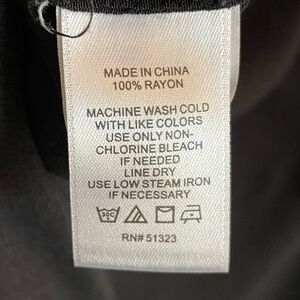 MADE IN CHINA
100% RAYON
MACHINE WASH COLD
WITH LIKE COLORS
USE ONLY NON-
CHLORINE BLEACH
IF NEEDED
LINE DRY
USE LOW STEAM IRON
IF NECESSARY
30C
RN# 51323